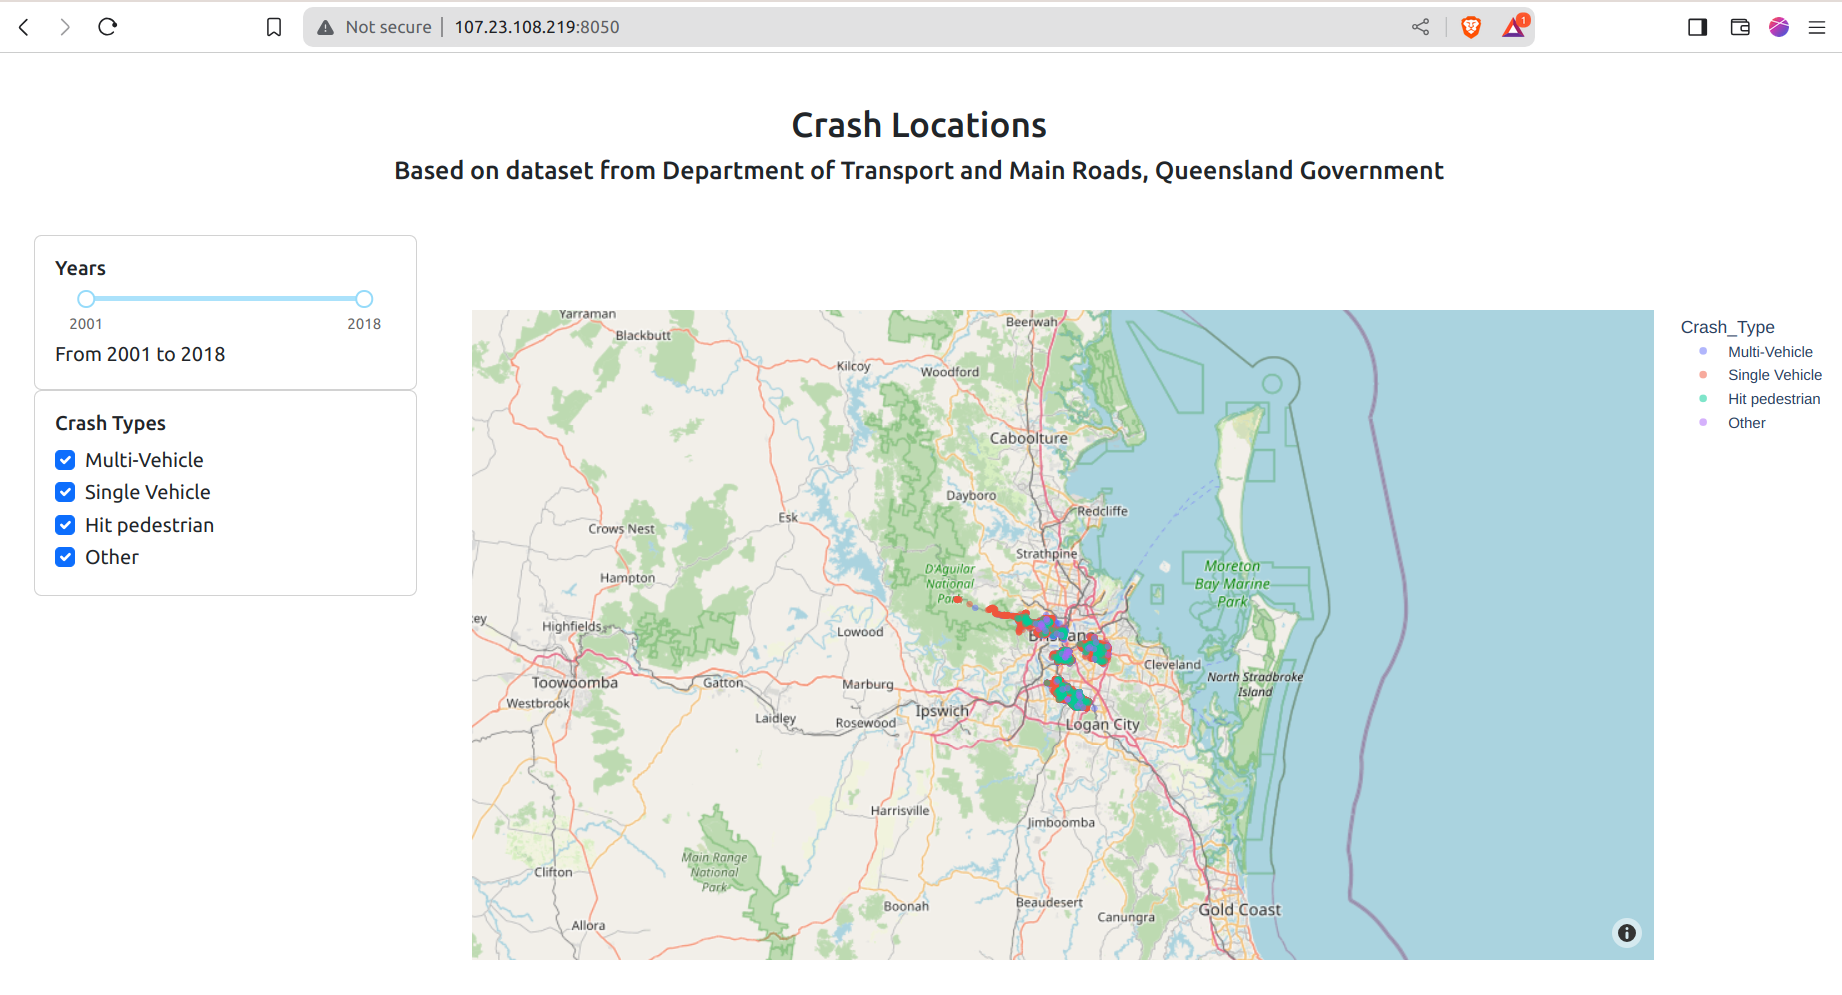 Not secure | 107.23.108.219:8050
1
Crash Locations
Based on dataset from Department of Transport and Main Roads, Queensland Government
Years
2001 2018
From 2001 to 2018
Crash Types
Multi-Vehicle
Single Vehicle
Hit pedestrian
Other
Yarraman
Beerwah
Blackbutt
Kilcoy
Woodford
Caboolture
Dayboro
Redcliffe
Esk
Crows Nest
Strathpine
D'Aguilar
National
Park
Moreton
Bay Marine
Park
Hampton
Highfields
Lowood
Brisbane
Cleveland
North Stradbroke
Island
Toowoomba
Gatton
Marburg
Westbrook
Ipswich
Laidley
Rosewood
Logan City
Harrisville
Jimboomba
Main Range
National
Park
Clifton
Boonah
Beaudesert
Canungra
Gold Coast
Allora
Crash_Type
Multi-Vehicle
Single Vehicle
Hit pedestrian
Other